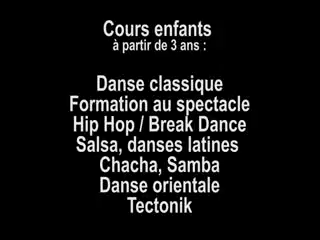 Cours enfants
à partir de 3 ans :
Danse classique
Formation au spectacle
Hip Hop / Break Dance
Salsa, danses latines
Chacha, Samba
Danse orientale
Tectonik